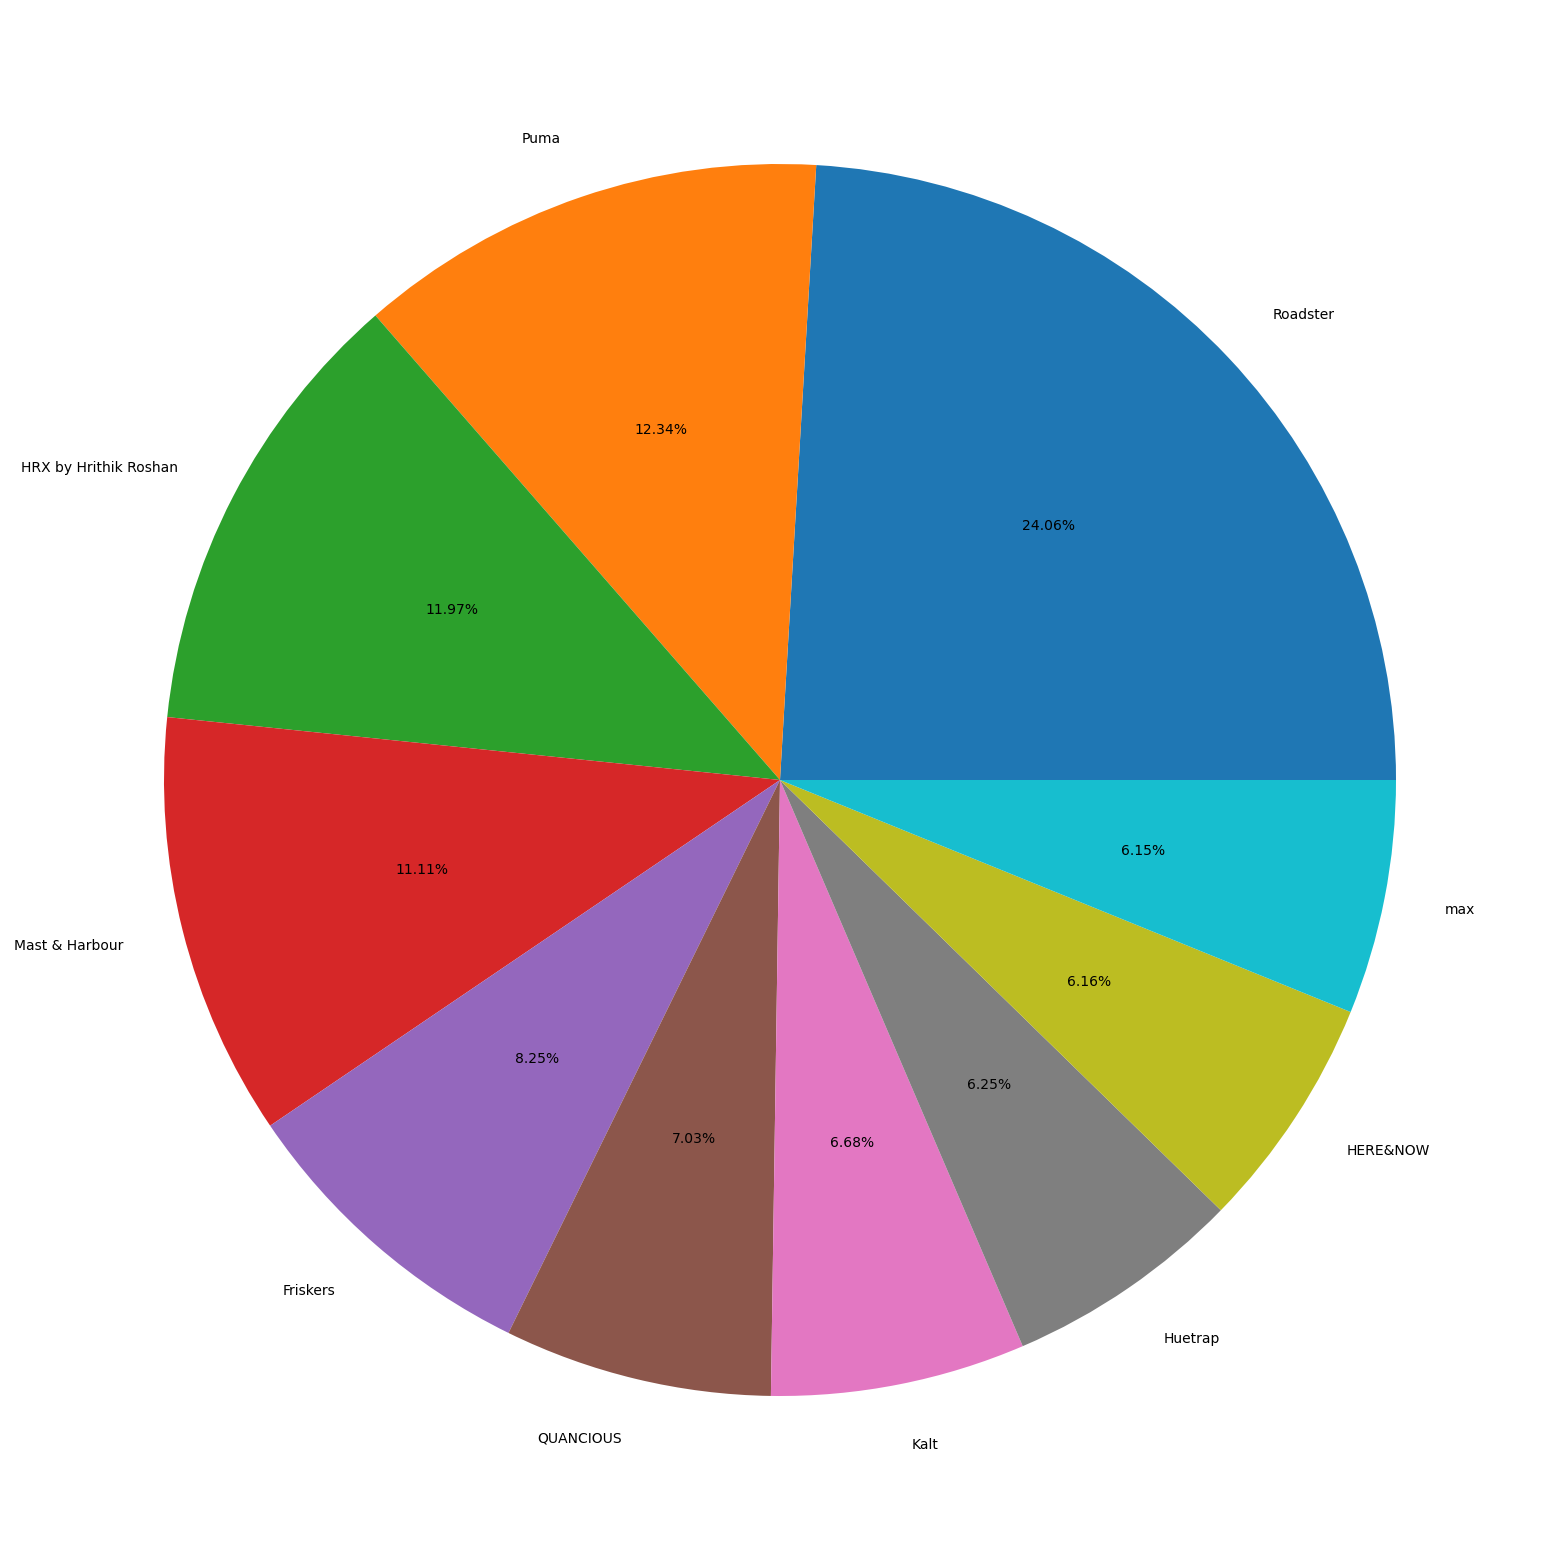 Puma
Roadster
12.34%
HRX by Hrithik Roshan
24.06%
11.97%
11.11%
6.15%
max
Mast & Harbour
6.16%
8.25%
6.25%
7.03%
6.68%
HERE&NOW
Friskers
Huetrap
QUANCIOUS
Kalt